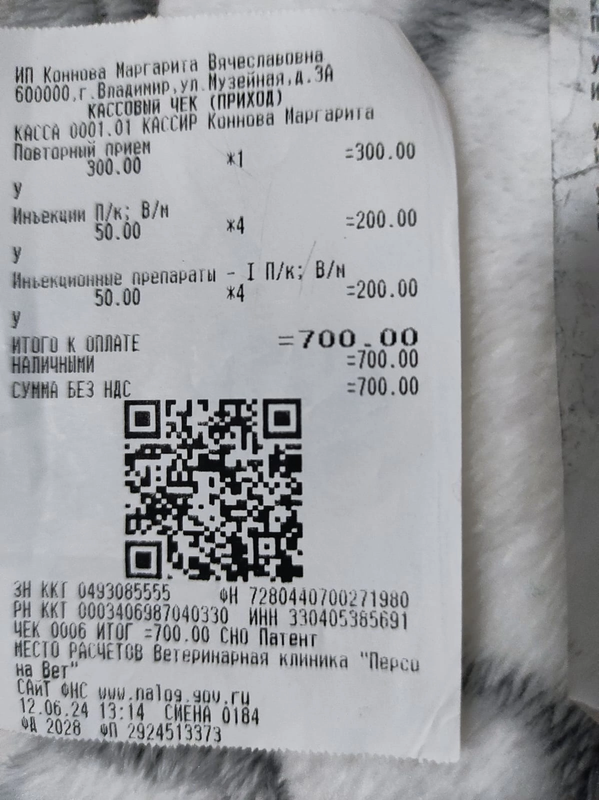 ИП Коннова Маргарита Вячеславовна
600000,г.Владимир,ул.Музейная,д.3А
КАССОВЫЙ ЧЕК (ПРИХОД)
КАССА 0001.01 КАССИР Коннова Маргарита
Повторный прием
300.00 *1 =300.00
У
Инъекции П/к; В/м
50.00 *4 =200.00
У
Инъекционные препараты - I П/к; В/м
50.00 *4 =200.00
У
ИТОГО К ОПЛАТЕ =700.00
НАЛИЧНЫМИ =700.00
СУММА БЕЗ НДС =700.00
ЗН ККТ 0493085555 ФН 7280440700271980
РН ККТ 0003406987040330 ИНН 330405385691
ЧЕК 0006 ИТОГ =700.00 СНО Патент
МЕСТО РАСЧЕТОВ Ветеринарная клиника "Перси
на Вет"
САйТ ФНС www.nalog.gov.ru
12.06.24 13:14 СМЕНА 0184
ФД 2028 ФП 2924513373